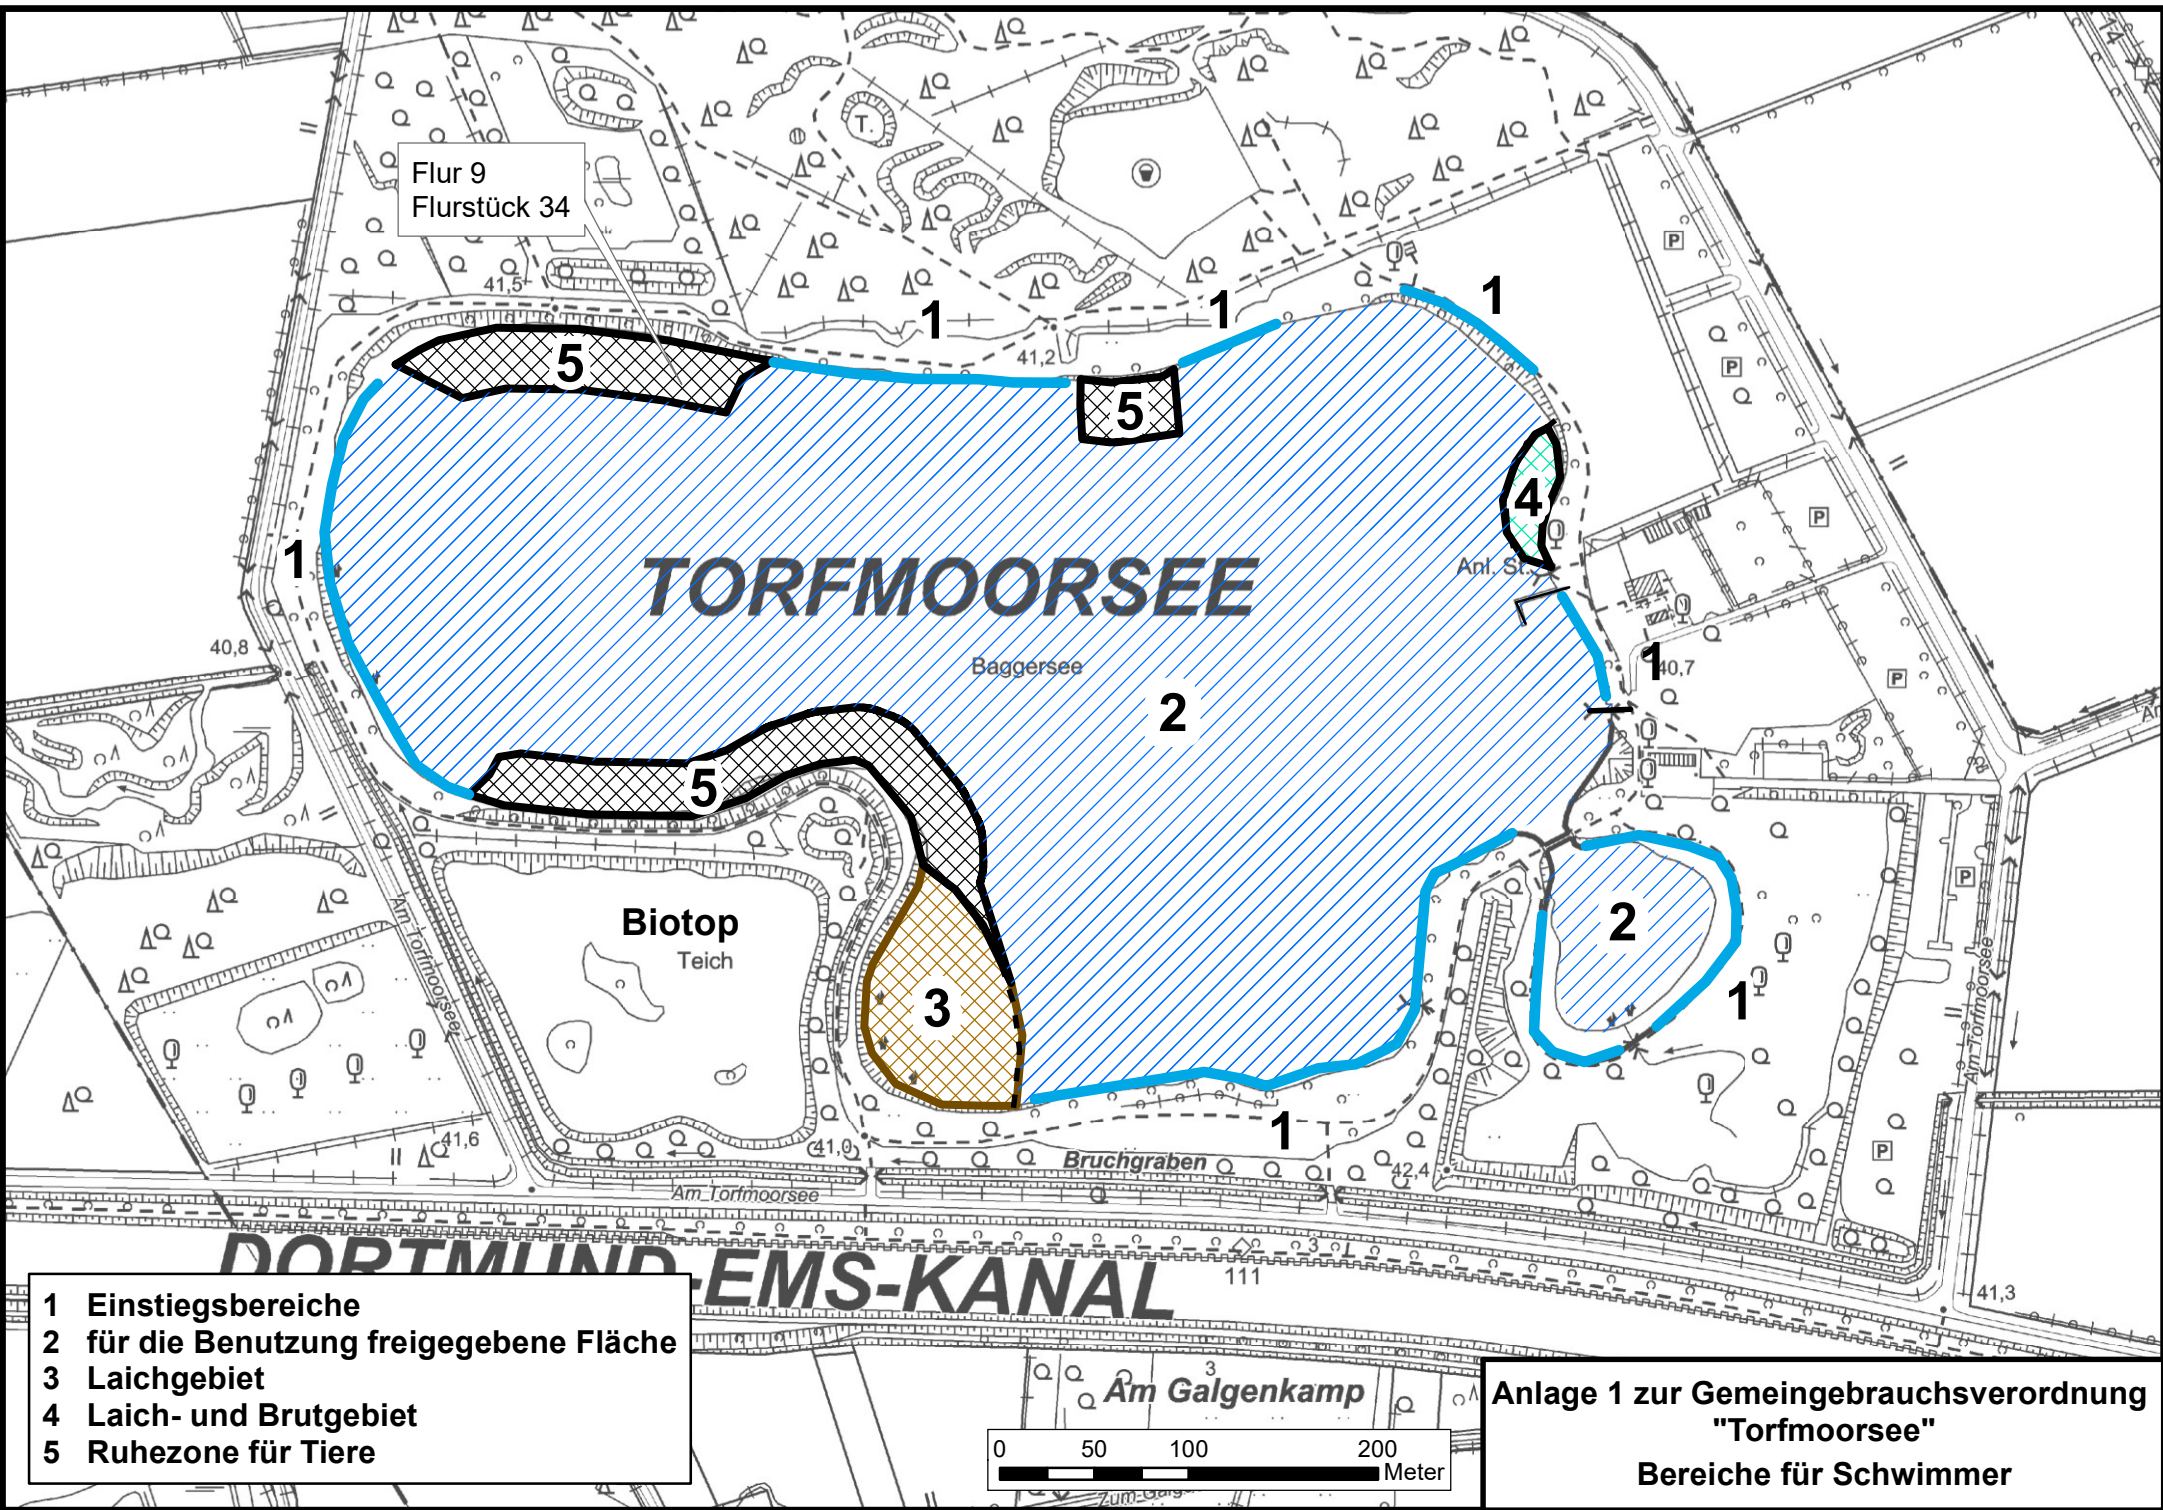 14
T.
Flur 9
Flurstück 34
P
41,5
1
1
1
41,2
5
5
P
P
4
1
TORFMOORSEE
Anl. St.
40,8
Baggersee
1
40,7
P
2
5
P
Biotop
Teich
2
Am Torfmoorsee
3
1
Am Torfmoorsee
41,6
41,0
1
Bruchgraben
42,4
P
Am Torfmoorsee
DORTMUND-EMS-KANAL
3
111
41,3
1 Einstiegsbereiche
2 für die Benutzung freigegebene Fläche
3 Laichgebiet
4 Laich- und Brutgebiet
5 Ruhezone für Tiere
3
Am Galgenkamp
0 50 100 200
Meter
Anlage 1 zur Gemeingebrauchsverordnung
"Torfmoorsee"
Bereiche für Schwimmer